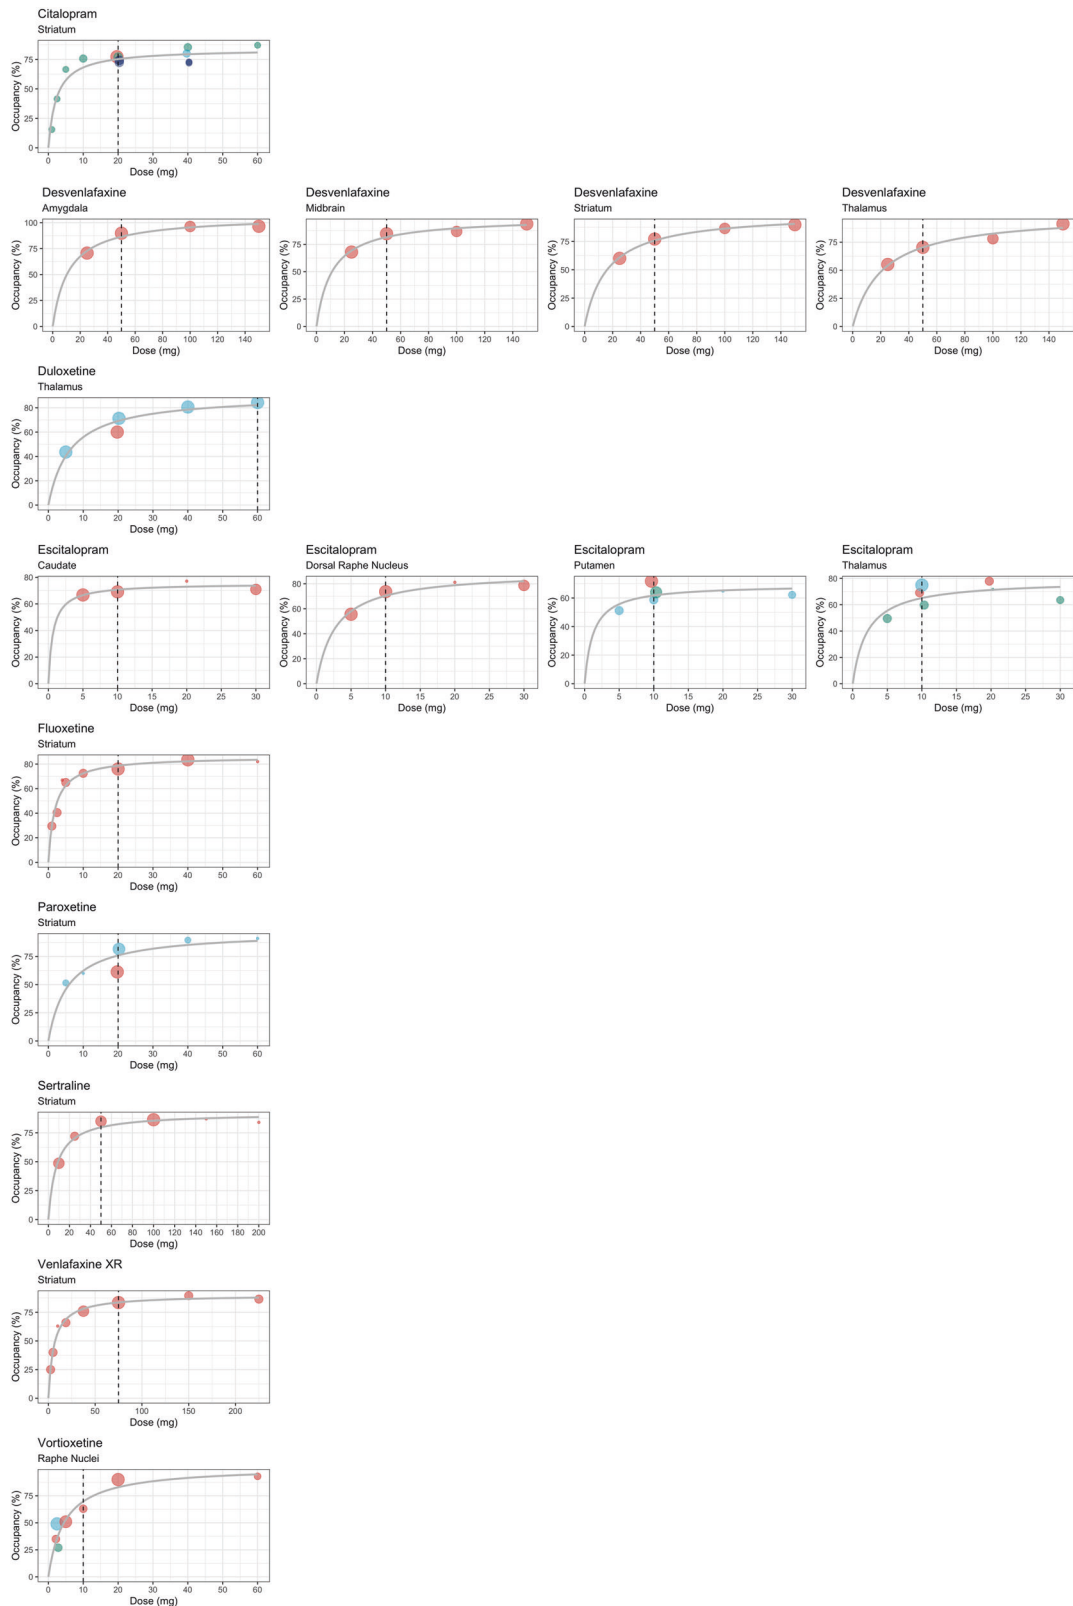 Citalopram
Striatum
Occupancy (%)
75
50
25
0
0 10 20 30 40 50 60
Dose (mg)
Desvenlafaxine
Amygdala
Occupancy (%)
100
75
50
25
0
0 20 40 60 80 100 120 140
Dose (mg)
Desvenlafaxine
Midbrain
Occupancy (%)
75
50
25
0
0 20 40 60 80 100 120 140
Dose (mg)
Desvenlafaxine
Striatum
Occupancy (%)
75
50
25
0
0 20 40 60 80 100 120 140
Dose (mg)
Desvenlafaxine
Thalamus
Occupancy (%)
75
50
25
0
0 20 40 60 80 100 120 140
Dose (mg)
Duloxetine
Thalamus
Occupancy (%)
80
60
40
20
0
0 10 20 30 40 50 60
Dose (mg)
Escitalopram
Caudate
Occupancy (%)
80
60
40
20
0
0 5 10 15 20 25 30
Dose (mg)
Escitalopram
Dorsal Raphe Nucleus
Occupancy (%)
80
60
40
20
0
0 5 10 15 20 25 30
Dose (mg)
Escitalopram
Putamen
Occupancy (%)
60
40
20
0
0 5 10 15 20 25 30
Dose (mg)
Escitalopram
Thalamus
Occupancy (%)
80
60
40
20
0
0 5 10 15 20 25 30
Dose (mg)
Fluoxetine
Striatum
Occupancy (%)
80
60
40
20
0
0 10 20 30 40 50 60
Dose (mg)
Paroxetine
Striatum
Occupancy (%)
75
50
25
0
0 10 20 30 40 50 60
Dose (mg)
Sertraline
Striatum
Occupancy (%)
75
50
25
0
0 20 40 60 80 100 120 140 160 180 200
Dose (mg)
Venlafaxine XR
Striatum
Occupancy (%)
75
50
25
0
0 50 100 150 200
Dose (mg)
Vortioxetine
Raphe Nuclei
Occupancy (%)
75
50
25
0
0 10 20 30 40 50 60
Dose (mg)